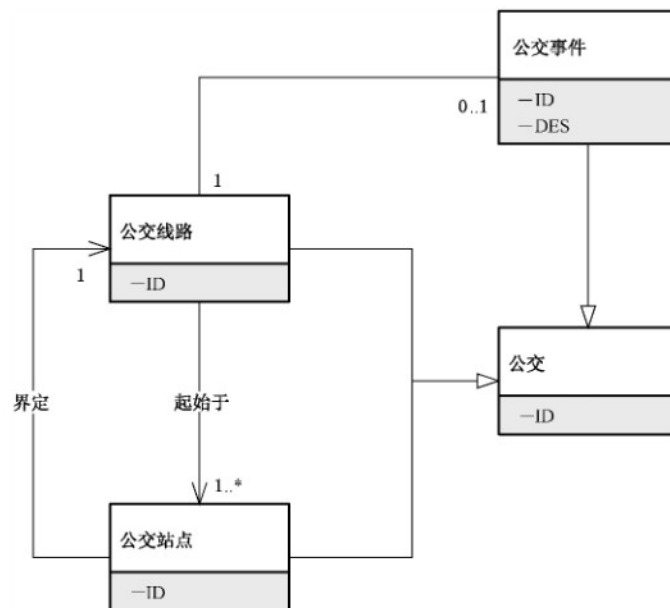 公交事件
—ID
—DES
0..1
1
公交线路
—ID
1
界定
起始于
公交
—ID
1..*
公交站点
—ID